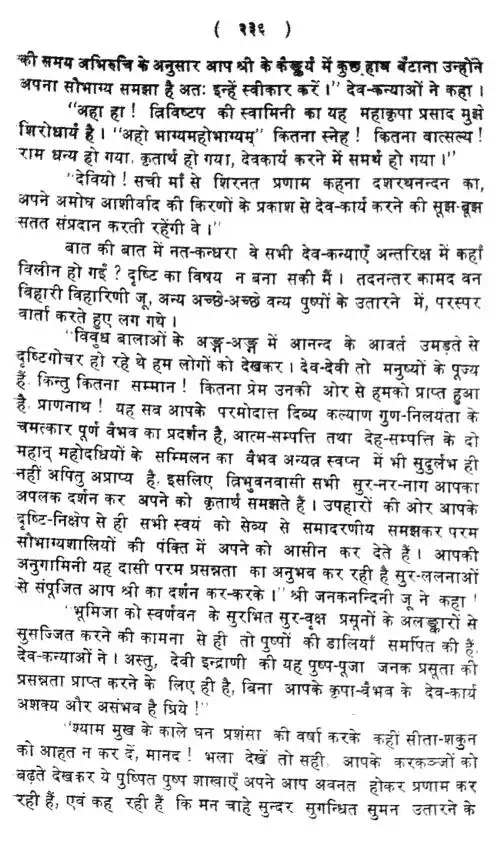 ( २३६ )
की समय अभिरुचि के अनुसार आप श्री के कैङ्कर्य में कुछ हाथ बँटाना उन्होंने
अपना सौभाग्य समझा है अतः इन्हें स्वीकार करें ।" देव-कन्याओं ने कहा ।
"अहा हा ! त्रिविष्टप की स्वामिनी का यह महाकृपा प्रसाद मुझे
शिरोधार्य है । "अहो भाग्यमहोभाग्यम्" कितना स्नेह ! कितना वात्सल्य !
राम धन्य हो गया, कृतार्थ हो गया, देवकार्य करने में समर्थ हो गया ।"
"देवियो ! सची माँ से शिरनत प्रणाम कहना दशरथनन्दन का,
अपने अमोघ आशीर्वाद की किरणों के प्रकाश से देव-कार्य करने की सूझ-बूझ
सतत संप्रदान करती रहेंगी वे ।"
बात की बात में नत-कन्धरा वे सभी देव-कन्याएँ अन्तरिक्ष में कहाँ
विलीन हो गईं ? दृष्टि का विषय न बना सकी मैं । तदनन्तर कामद वन
विहारी विहारिणी जू, अन्य अच्छे-अच्छे वन्य पुष्पों के उतारने में, परस्पर
वार्ता करते हुए लग गये ।
"विबुध बालाओं के अङ्ग-अङ्ग में आनन्द के आवर्त उमड़ते से
दृष्टिगोचर हो रहे थे हम लोगों को देखकर । देव-देवी तो मनुष्यों के पूज्य
हैं, किन्तु कितना सम्मान ! कितना प्रेम उनकी ओर से हमको प्राप्त हुआ
है, प्राणनाथ ! यह सब आपके परमोदात्त दिव्य कल्याण गुण-निलयता के
चमत्कार पूर्ण वैभव का प्रदर्शन है, आत्म-सम्पत्ति तथा देह-सम्पत्ति के दो
महान् महोदधियों के सम्मिलन का वैभव अन्यत्र स्वप्न में भी सुदुर्लभ ही
नहीं अपितु अप्राप्य है, इसलिए त्रिभुवनवासी सभी सुर-नर-नाग आपका
अपलक दर्शन कर अपने को कृतार्थ समझते हैं । उपहारों की ओर आपके
दृष्टि-निक्षेप से ही सभी स्वयं को सेव्य से समादरणीय समझकर परम
सौभाग्यशालियों की पंक्ति में अपने को आसीन कर देते हैं । आपकी
अनुगामिनी यह दासी परम प्रसन्नता का अनुभव कर रही है सुर-ललनाओं
से संपूजित आप श्री का दर्शन कर-करके ।" श्री जनकनन्दिनी जू ने कहा !
"भूमिजा को स्वर्णवन के सुरभित सुर-वृक्ष प्रसूनों के अलङ्कारों से
सुसज्जित करने की कामना से ही तो पुष्पों की डालियाँ समर्पित की हैं,
देव-कन्याओं ने । अस्तु, देवी इन्द्राणी की यह पुष्प-पूजा जनक प्रसूता की
प्रसन्नता प्राप्त करने के लिए ही है, बिना आपके कृपा-वैभव के देव-कार्य
अशक्य और असंभव है प्रिये !"
"श्याम मुख के काले घन प्रशंसा की वर्षा करके कहीं सीता-शकुन
को आहत न कर दें, मानद ! भला देखें तो सही, आपके करकञ्जों को
बढ़ते देखकर ये पुष्पित पुष्प शाखाएँ अपने आप अवनत होकर प्रणाम कर
रही हैं, एवं कह रही हैं कि मन चाहे सुन्दर सुगन्धित सुमन उतारने के